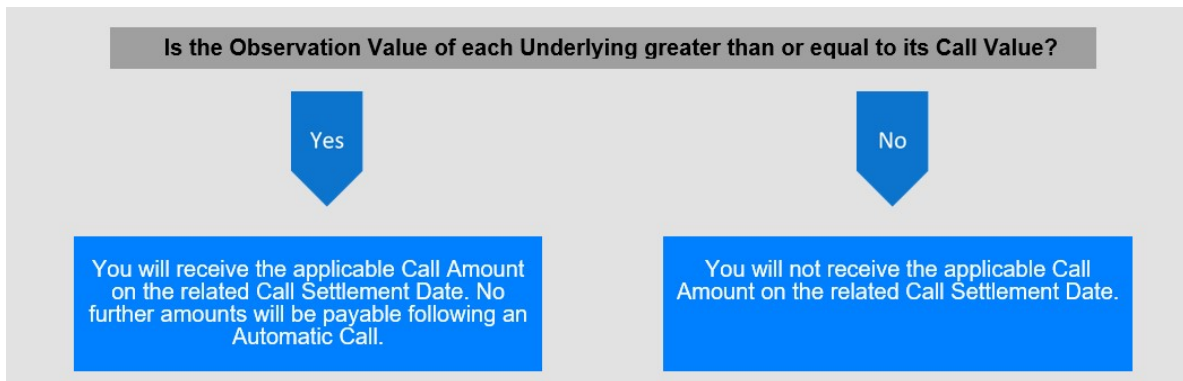 Is the Observation Value of each Underlying greater than or equal to its Call Value?
Yes
No
You will receive the applicable Call Amount
on the related Call Settlement Date. No
further amounts will be payable following an
Automatic Call.
You will not receive the applicable Call
Amount on the related Call Settlement Date.